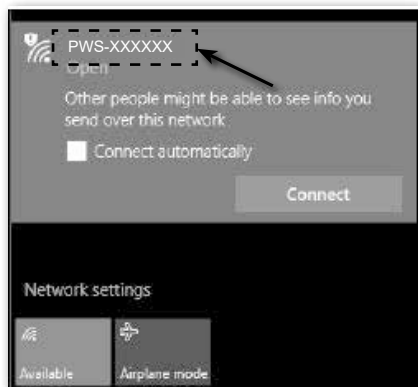 PWS-XXXXXX
Open
Other people might be able to see info you
send over this network
Connect automatically
Connect
Network settings
Available
Airplane mode